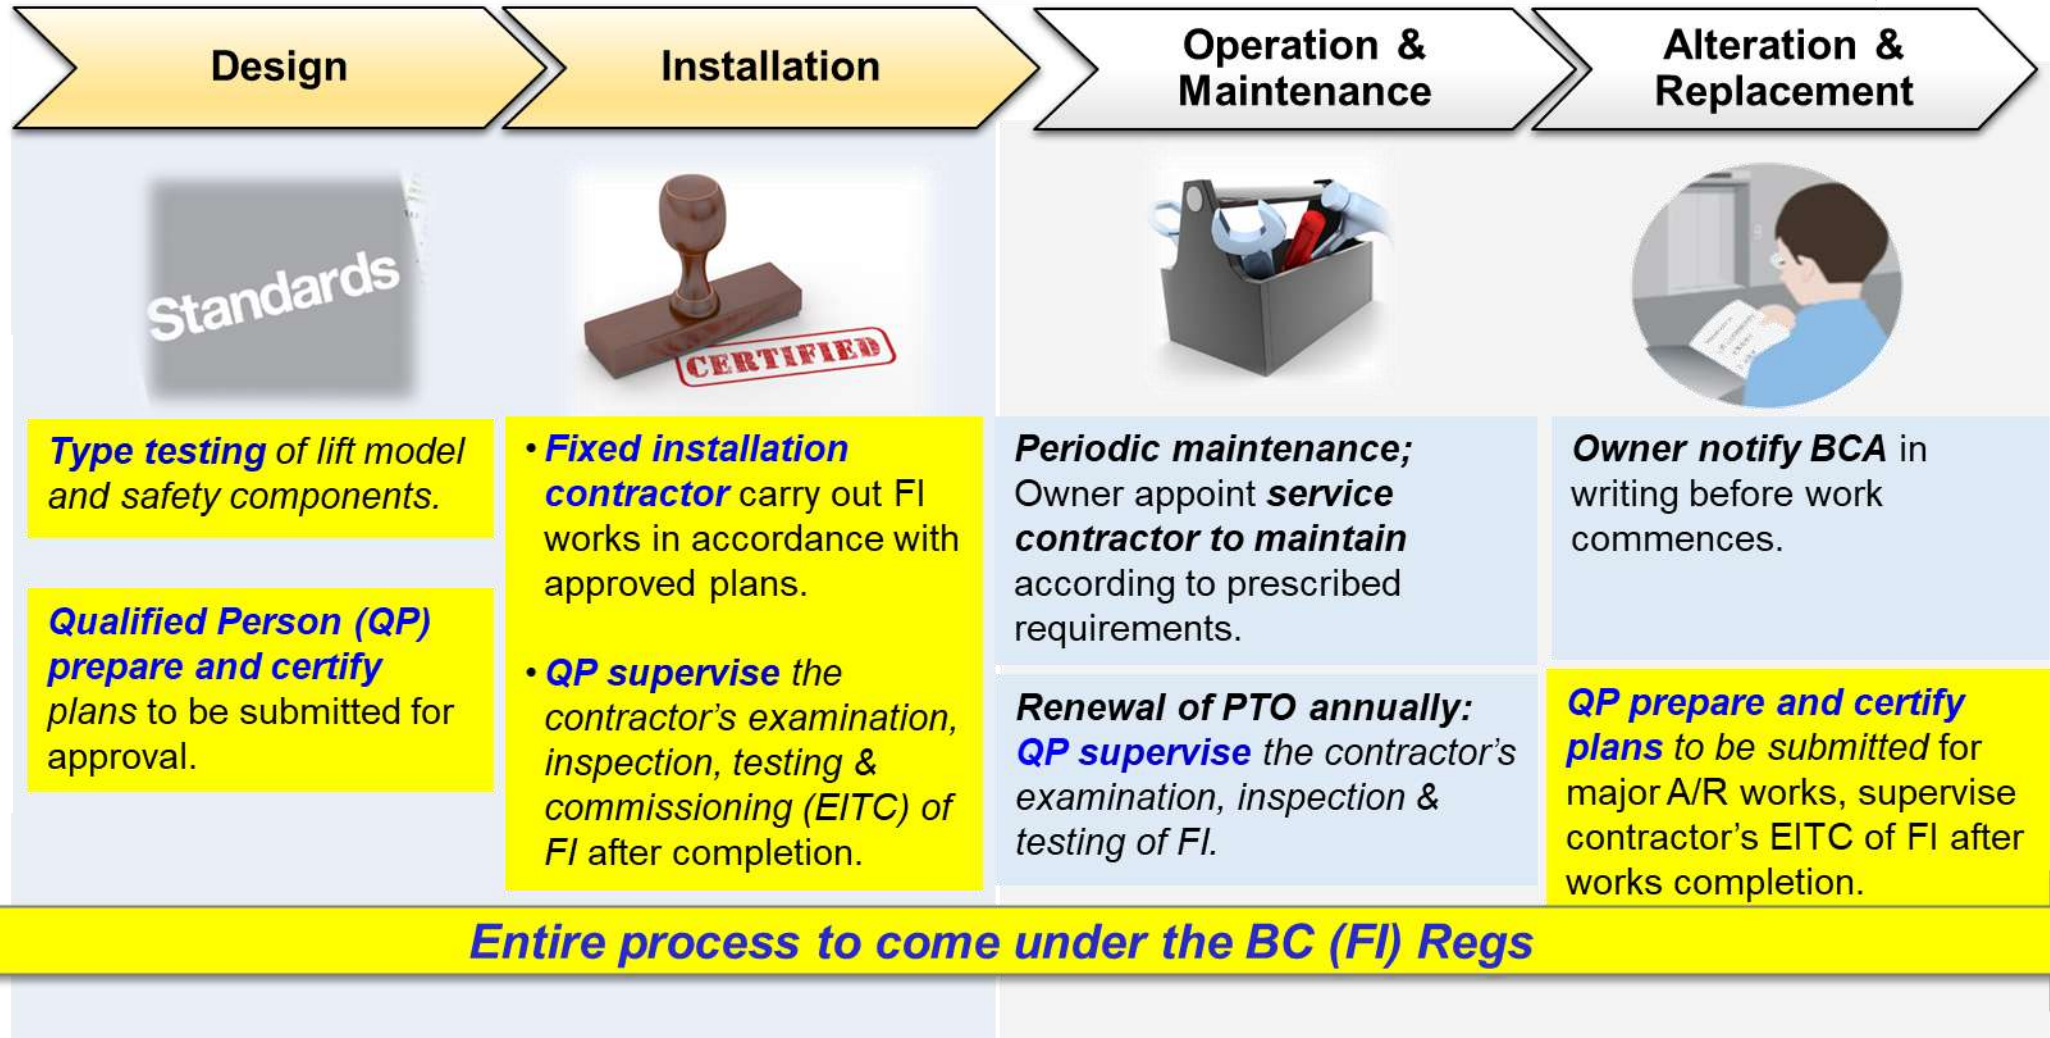 Design
Installation
Operation &
Maintenance
Alteration &
Replacement
Standards
CERTIFIED
Type testing of lift model
and safety components.
Qualified Person (QP)
prepare and certify
plans to be submitted for
approval.
• Fixed installation
contractor carry out FI
works in accordance with
approved plans.
• QP supervise the
contractor’s examination,
inspection, testing &
commissioning (EITC) of
FI after completion.
Periodic maintenance;
Owner appoint service
contractor to maintain
according to prescribed
requirements.
Renewal of PTO annually:
QP supervise the contractor’s
examination, inspection &
testing of FI.
Owner notify BCA in
writing before work
commences.
QP prepare and certify
plans to be submitted for
major A/R works, supervise
contractor’s EITC of FI after
works completion.
Entire process to come under the BC (FI) Regs